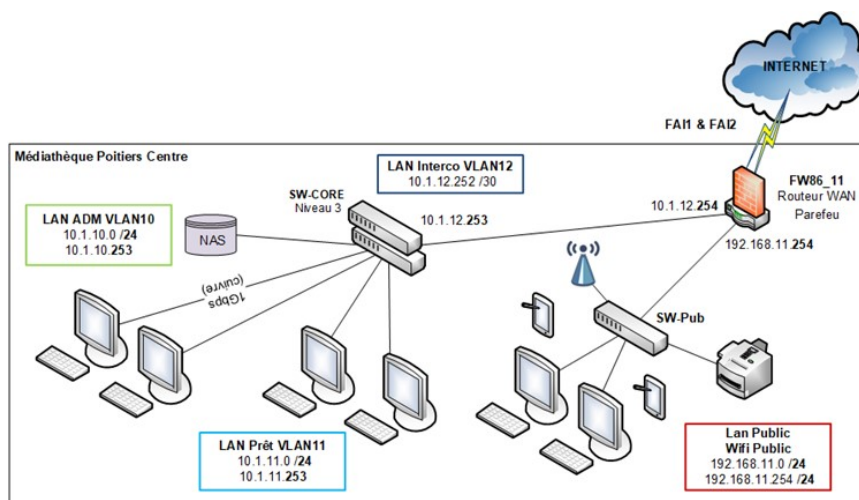 INTERNET
FAI1 & FAI2
Médiathèque Poitiers Centre
LAN Interco VLAN12
10.1.12.252 /30
SW-CORE
Niveau 3
FW86_11
Routeur WAN
Parefeu
LAN ADM VLAN10
10.1.10.0 /24
10.1.10.253
NAS
10.1.12.253
10.1.12.254
192.168.11.254
1Gbps
(cuivre)
SW-Pub
LAN Prêt VLAN11
10.1.11.0 /24
10.1.11.253
Lan Public
Wifi Public
192.168.11.0 /24
192.168.11.254 /24